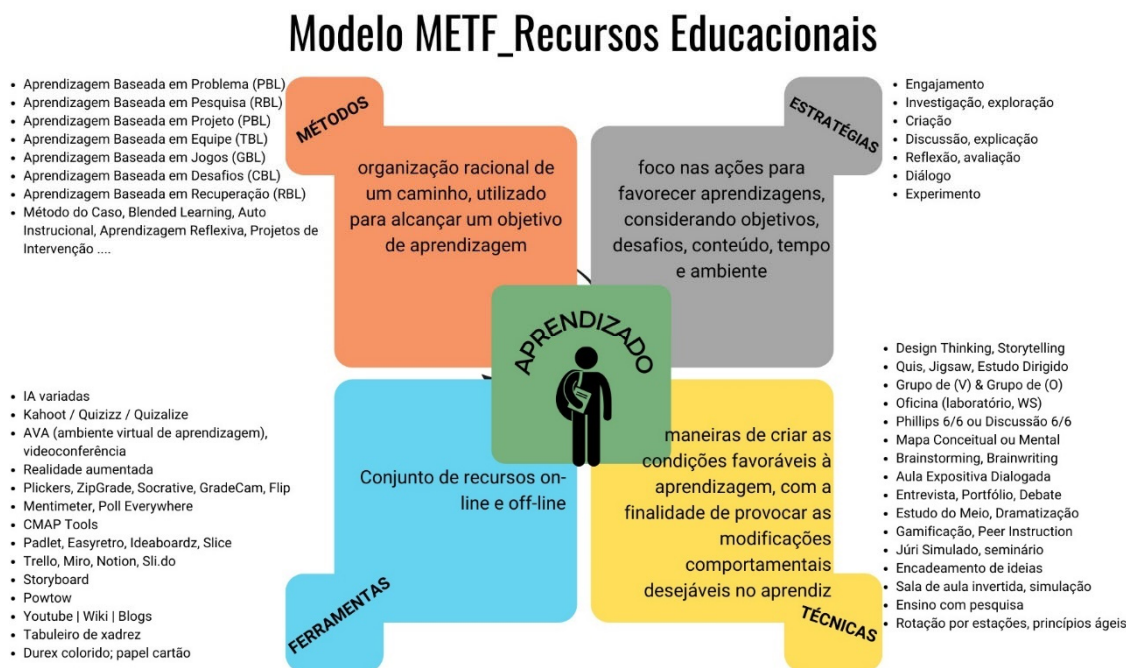 Modelo METF_Recursos Educacionais
• Aprendizagem Baseada em Problema (PBL)
• Aprendizagem Baseada em Pesquisa (RBL)
• Aprendizagem Baseada em Projeto (PBL)
• Aprendizagem Baseada em Equipe (TBL)
• Aprendizagem Baseada em Jogos (GBL)
• Aprendizagem Baseada em Desafios (CBL)
• Aprendizagem Baseada em Recuperação (RBL)
• Método do Caso, Blended Learning, Auto
Instrucional, Aprendizagem Reflexiva, Projetos de
Intervenção ....
MÉTODOS
organização racional de
um caminho, utilizado
para alcançar um objetivo
de aprendizagem
ESTRATÉGIAS
foco nas ações para
favorecer aprendizagens,
considerando objetivos,
desafios, conteúdo, tempo
e ambiente
• Engajamento
• Investigação, exploração
• Criação
• Discussão, explicação
• Reflexão, avaliação
• Diálogo
• Experimento
APRENDIZADO
• IA variadas
• Kahoot / Quizizz / Quizalize
• AVA (ambiente virtual de aprendizagem),
videoconferência
• Realidade aumentada
• Plickers, ZipGrade, Socrative, GradeCam, Flip
• Mentimeter, Poll Everywhere
• CMAP Tools
• Padlet, Easyretro, Ideaboardz, Slice
• Trello, Miro, Notion, Sli.do
• Storyboard
• Powtow
• Youtube | Wiki | Blogs
• Tabuleiro de xadrez
• Durex colorido; papel cartão
Conjunto de recursos on-
line e off-line
FERRAMENTAS
maneiras de criar as
condições favoráveis à
aprendizagem, com a
finalidade de provocar as
modificações
comportamentais
desejáveis no aprendiz
TÉCNICAS
• Design Thinking, Storytelling
• Quis, Jigsaw, Estudo Dirigido
• Grupo de (V) & Grupo de (O)
• Oficina (laboratório, WS)
• Phillips 6/6 ou Discussão 6/6
• Mapa Conceitual ou Mental
• Brainstorming, Brainwriting
• Aula Expositiva Dialogada
• Entrevista, Portfólio, Debate
• Estudo do Meio, Dramatização
• Gamificação, Peer Instruction
• Júri Simulado, seminário
• Encadeamento de ideias
• Sala de aula invertida, simulação
• Ensino com pesquisa
• Rotação por estações, princípios ágeis